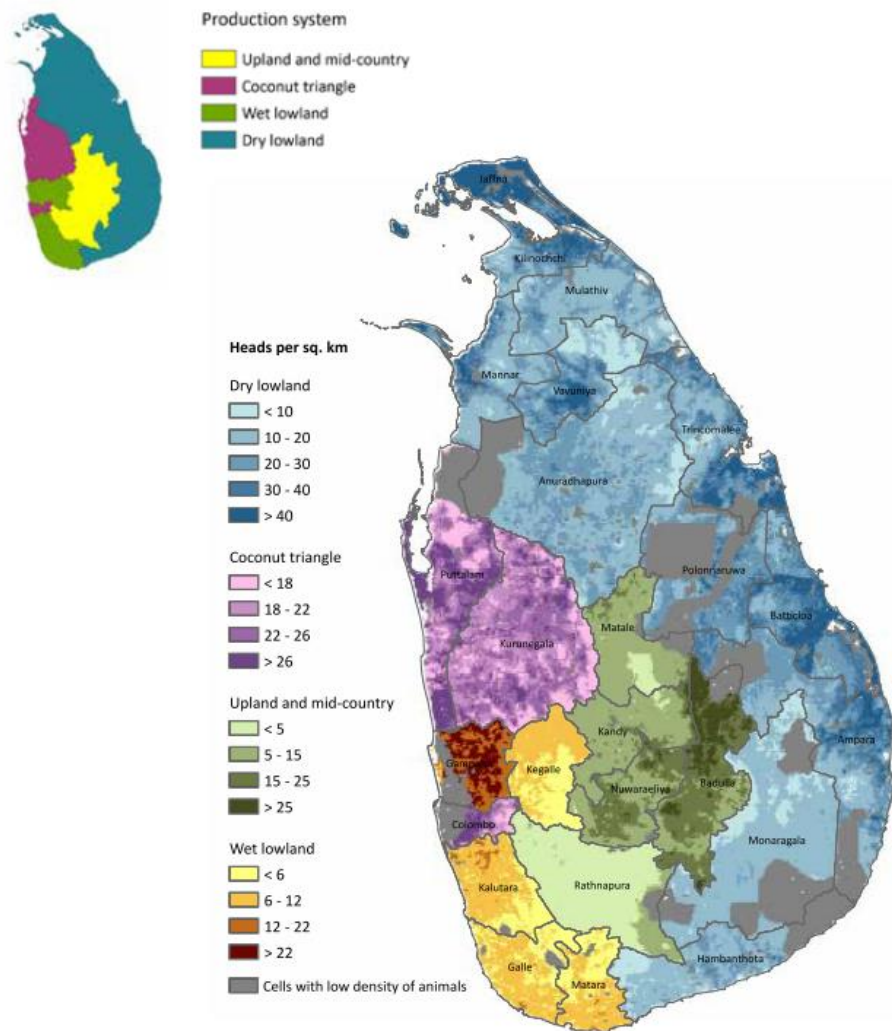 Production system
Upland and mid-country
Coconut triangle
Wet lowland
Dry lowland
Heads per sq. km
Dry lowland
< 10
10 - 20
20 - 30
30 - 40
> 40
Coconut triangle
< 18
18 - 22
22 - 26
> 26
Upland and mid-country
< 5
5 - 15
15 - 25
> 25
Wet lowland
< 6
6 - 12
12 - 22
> 22
Cells with low density of animals
Jaffna
Kilinochchi
Mulathiv
Mannar
Vavuniya
Trincomalee
Anuradhapura
Polonnaruwa
Puttalam
Batticloa
Matale
Kurunegala
Kandy
Ampara
Gampaha
Kegalle
Nuwaraeliya
Badulla
Colombo
Monaragala
Kalutara
Rathnapura
Galle
Matara
Hambanthota